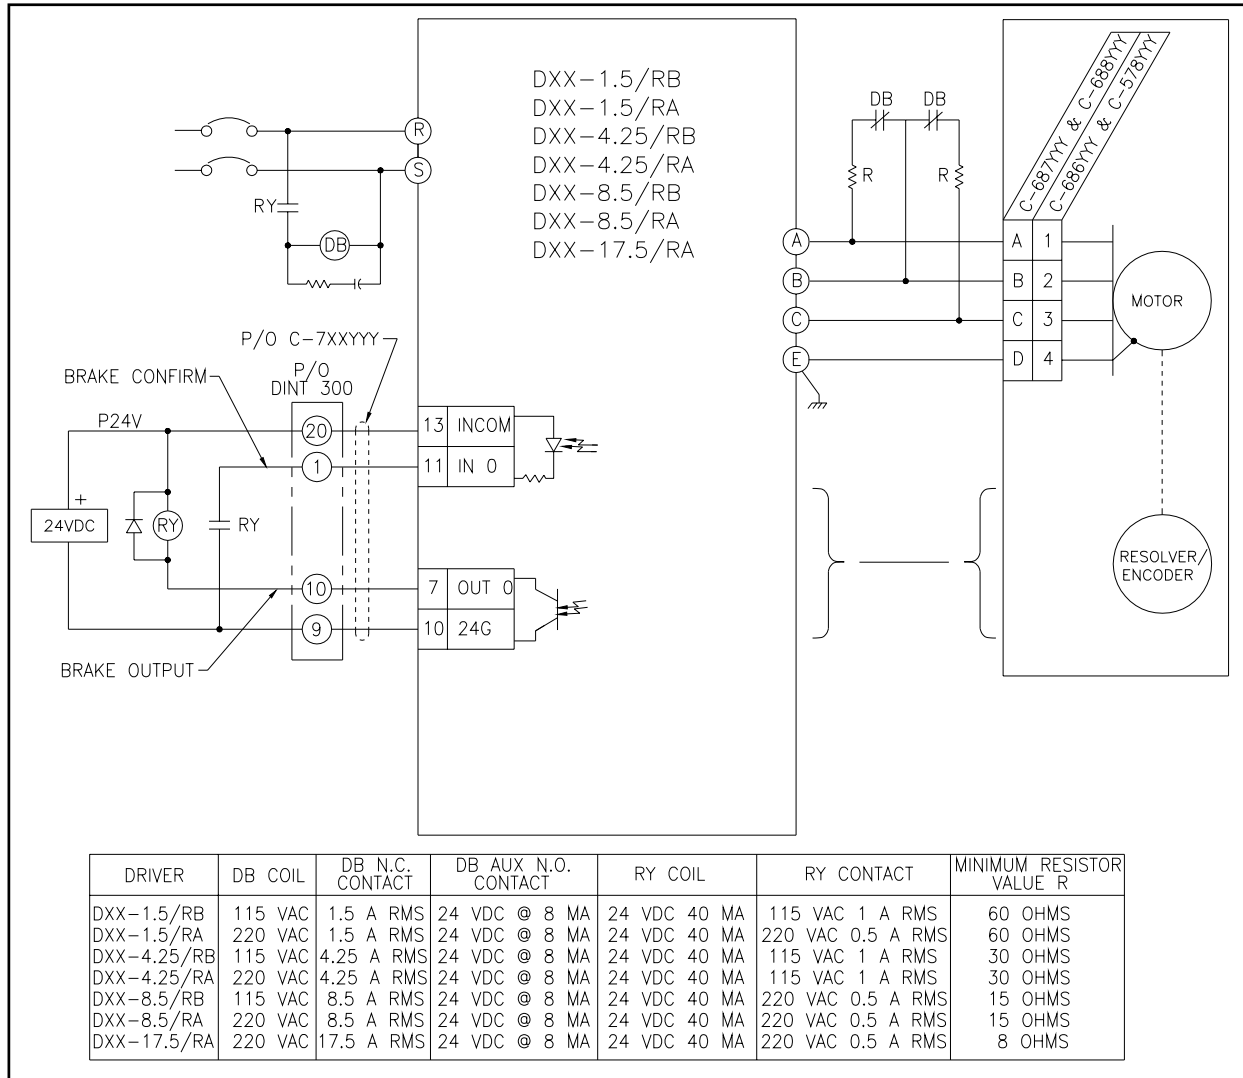 DXX-1.5/RB
DXX-1.5/RA
DXX-4.25/RB
DXX-4.25/RA
DXX-8.5/RB
DXX-8.5/RA
DXX-17.5/RA
R
S
RY
DB
DB DB
R R
C-687YYY & C-688YYY
C-686YYY & C-578YYY
A A 1
B B 2
C C 3
E D 4
MOTOR
RESOLVER/
ENCODER
P/O C-7XXYYY
P/O
DINT 300
BRAKE CONFIRM
P24V
20 13 INCOM
1 11 IN 0
+
24VDC
RY
RY
10 7 OUT 0
9 10 24G
BRAKE OUTPUT
DRIVER DB COIL DB N.C. CONTACT DB AUX N.O. CONTACT RY COIL RY CONTACT MINIMUM RESISTOR VALUE R
DXX-1.5/RB 115 VAC 1.5 A RMS 24 VDC @ 8 MA 24 VDC 40 MA 115 VAC 1 A RMS 60 OHMS
DXX-1.5/RA 220 VAC 1.5 A RMS 24 VDC @ 8 MA 24 VDC 40 MA 220 VAC 0.5 A RMS 60 OHMS
DXX-4.25/RB 115 VAC 4.25 A RMS 24 VDC @ 8 MA 24 VDC 40 MA 115 VAC 1 A RMS 30 OHMS
DXX-4.25/RA 220 VAC 4.25 A RMS 24 VDC @ 8 MA 24 VDC 40 MA 115 VAC 1 A RMS 30 OHMS
DXX-8.5/RB 115 VAC 8.5 A RMS 24 VDC @ 8 MA 24 VDC 40 MA 220 VAC 0.5 A RMS 15 OHMS
DXX-8.5/RA 220 VAC 8.5 A RMS 24 VDC @ 8 MA 24 VDC 40 MA 220 VAC 0.5 A RMS 15 OHMS
DXX-17.5/RA 220 VAC 17.5 A RMS 24 VDC @ 8 MA 24 VDC 40 MA 220 VAC 0.5 A RMS 8 OHMS